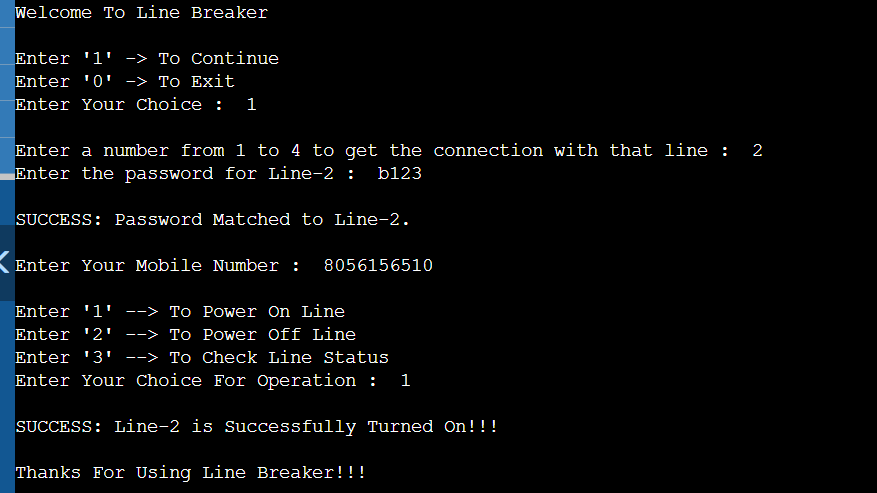 Welcome To Line Breaker
Enter '1' -> To Continue
Enter '0' -> To Exit
Enter Your Choice :  1
Enter a number from 1 to 4 to get the connection with that line :  2
Enter the password for Line-2 :  b123
SUCCESS: Password Matched to Line-2.
Enter Your Mobile Number :  8056156510
Enter '1' --> To Power On Line
Enter '2' --> To Power Off Line
Enter '3' --> To Check Line Status
Enter Your Choice For Operation :  1
SUCCESS: Line-2 is Successfully Turned On!!!
Thanks For Using Line Breaker!!!